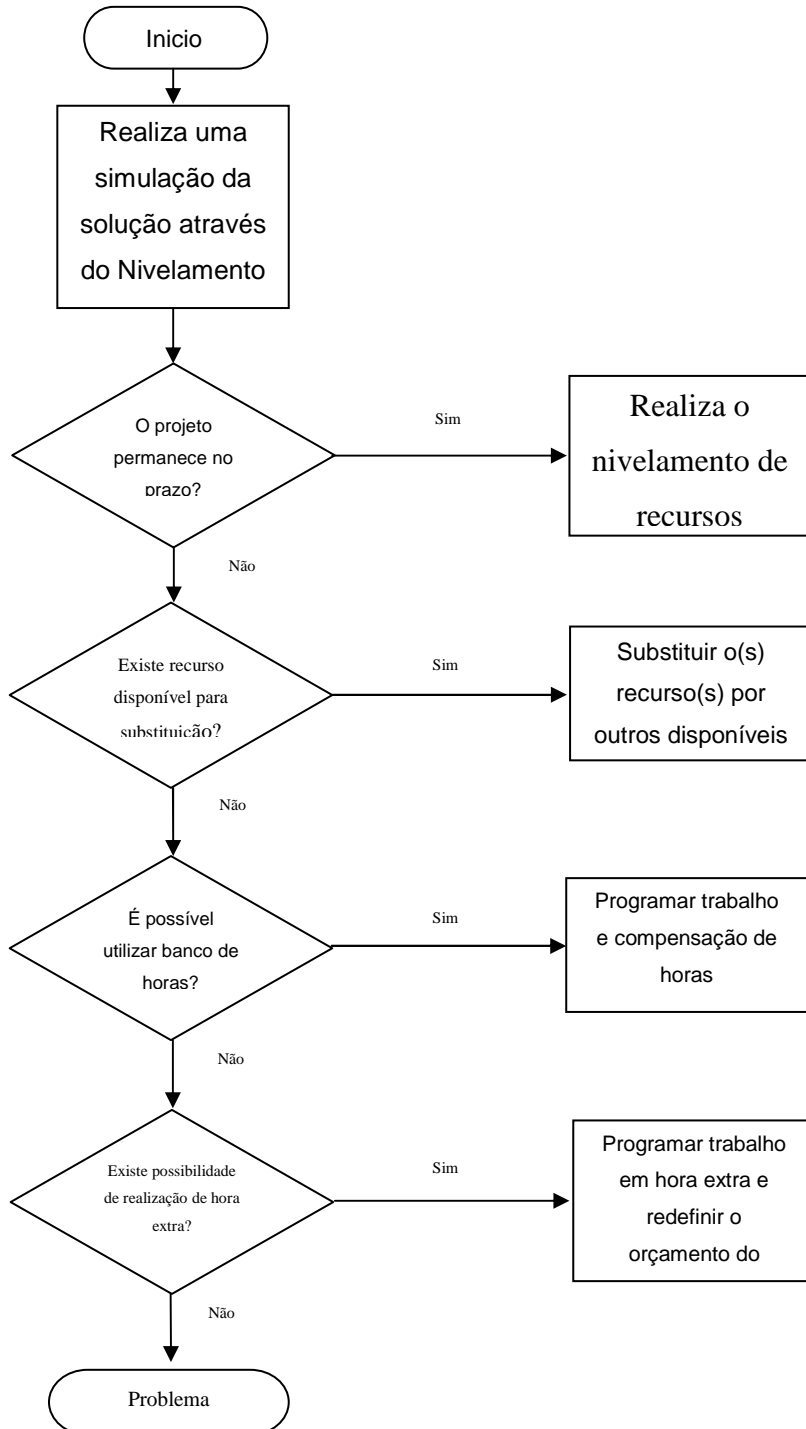 Inicio
Realiza uma
simulação da
solução através
do Nivelamento
O projeto
permanece no
prazo?
Sim
Realiza o
nivelamento de
recursos
Não
Existe recurso
disponível para
substituição?
Sim
Substituir o(s)
recurso(s) por
outros disponíveis
Não
É possível
utilizar banco de
horas?
Sim
Programar trabalho
e compensação de
horas
Não
Existe possibilidade
de realização de hora
extra?
Sim
Programar trabalho
em hora extra e
redefinir o
orçamento do
Não
Problema